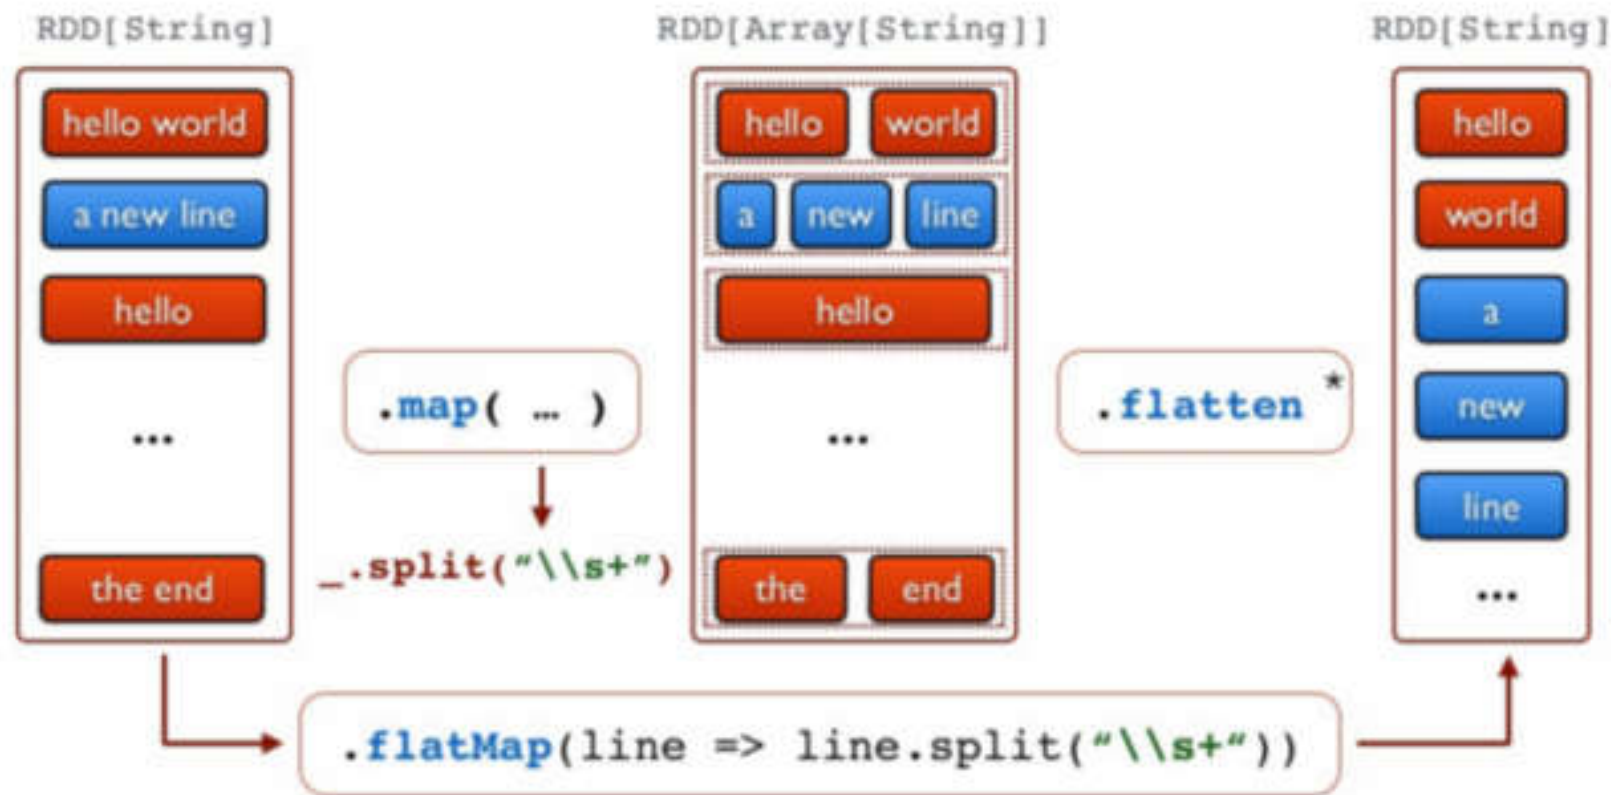 RDD[String]
RDD[Array[String]]
RDD[String]
hello world
hello world
hello
a new line
a new line
world
hello
hello
a
.map( … )
.flatten *
new
...
...
line
_.split("\\s+")
the end
the end
...
.flatMap(line => line.split("\\s+"))